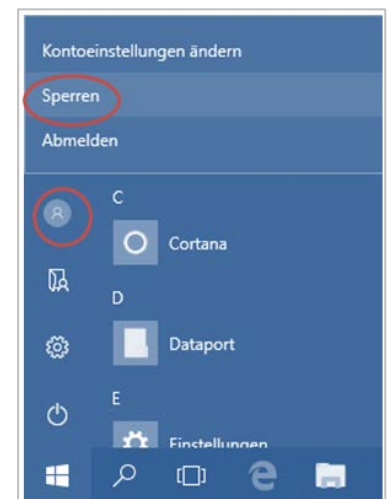 Kontoeinstellungen ändern
Sperren
Abmelden
C
Cortana
D
Dataport
E
Einstellungen